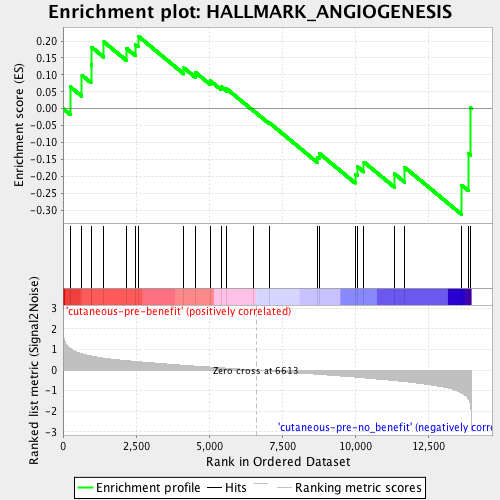 Enrichment plot: HALLMARK_ANGIOGENESIS
Enrichment score (ES)
0.20
0.15
0.10
0.05
0.00
-0.05
-0.10
-0.15
-0.20
-0.25
-0.30
'cutaneous-pre-benefit' (positively correlated)
Ranked list metric (Signal2Noise)
3
2
1
0
-1
-2
-3
Zero cross at 6613
'cutaneous-pre-no_benefit' (negatively corre
0 2,500 5,000 7,500 10,000 12,500
Rank in Ordered Dataset
Enrichment profile Hits Ranking metric scores